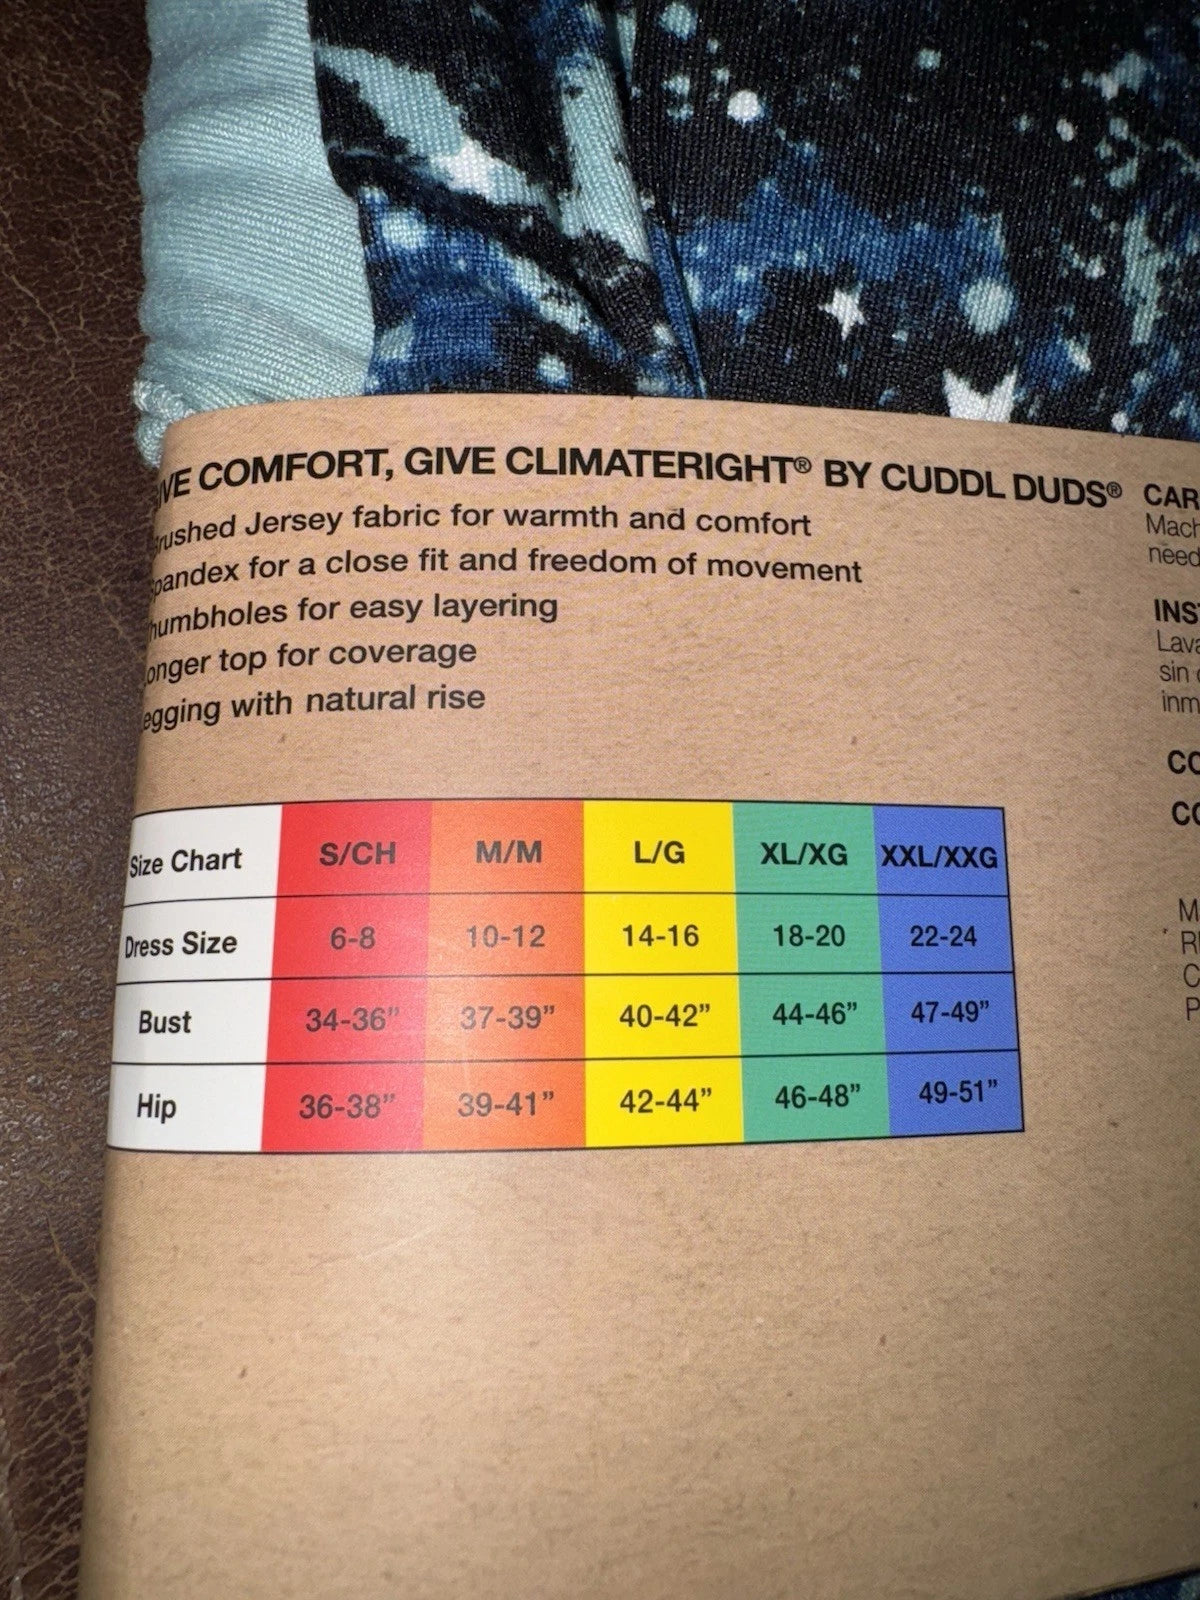 IVE COMFORT, GIVE CLIMATERIGHT® BY CUDDL DUDS®
rushed Jersey fabric for warmth and comfort
pandex for a close fit and freedom of movement
humbholes for easy layering
onger top for coverage
egging with natural rise
Size Chart S/CH M/M L/G XL/XG XXL/XXG
Dress Size 6-8 10-12 14-16 18-20 22-24
Bust 34-36” 37-39” 40-42” 44-46” 47-49”
Hip 36-38” 39-41” 42-44” 46-48” 49-51”
CAR
Mach
need
INS
Lava
sin
inm
CO
CO
M
C
P